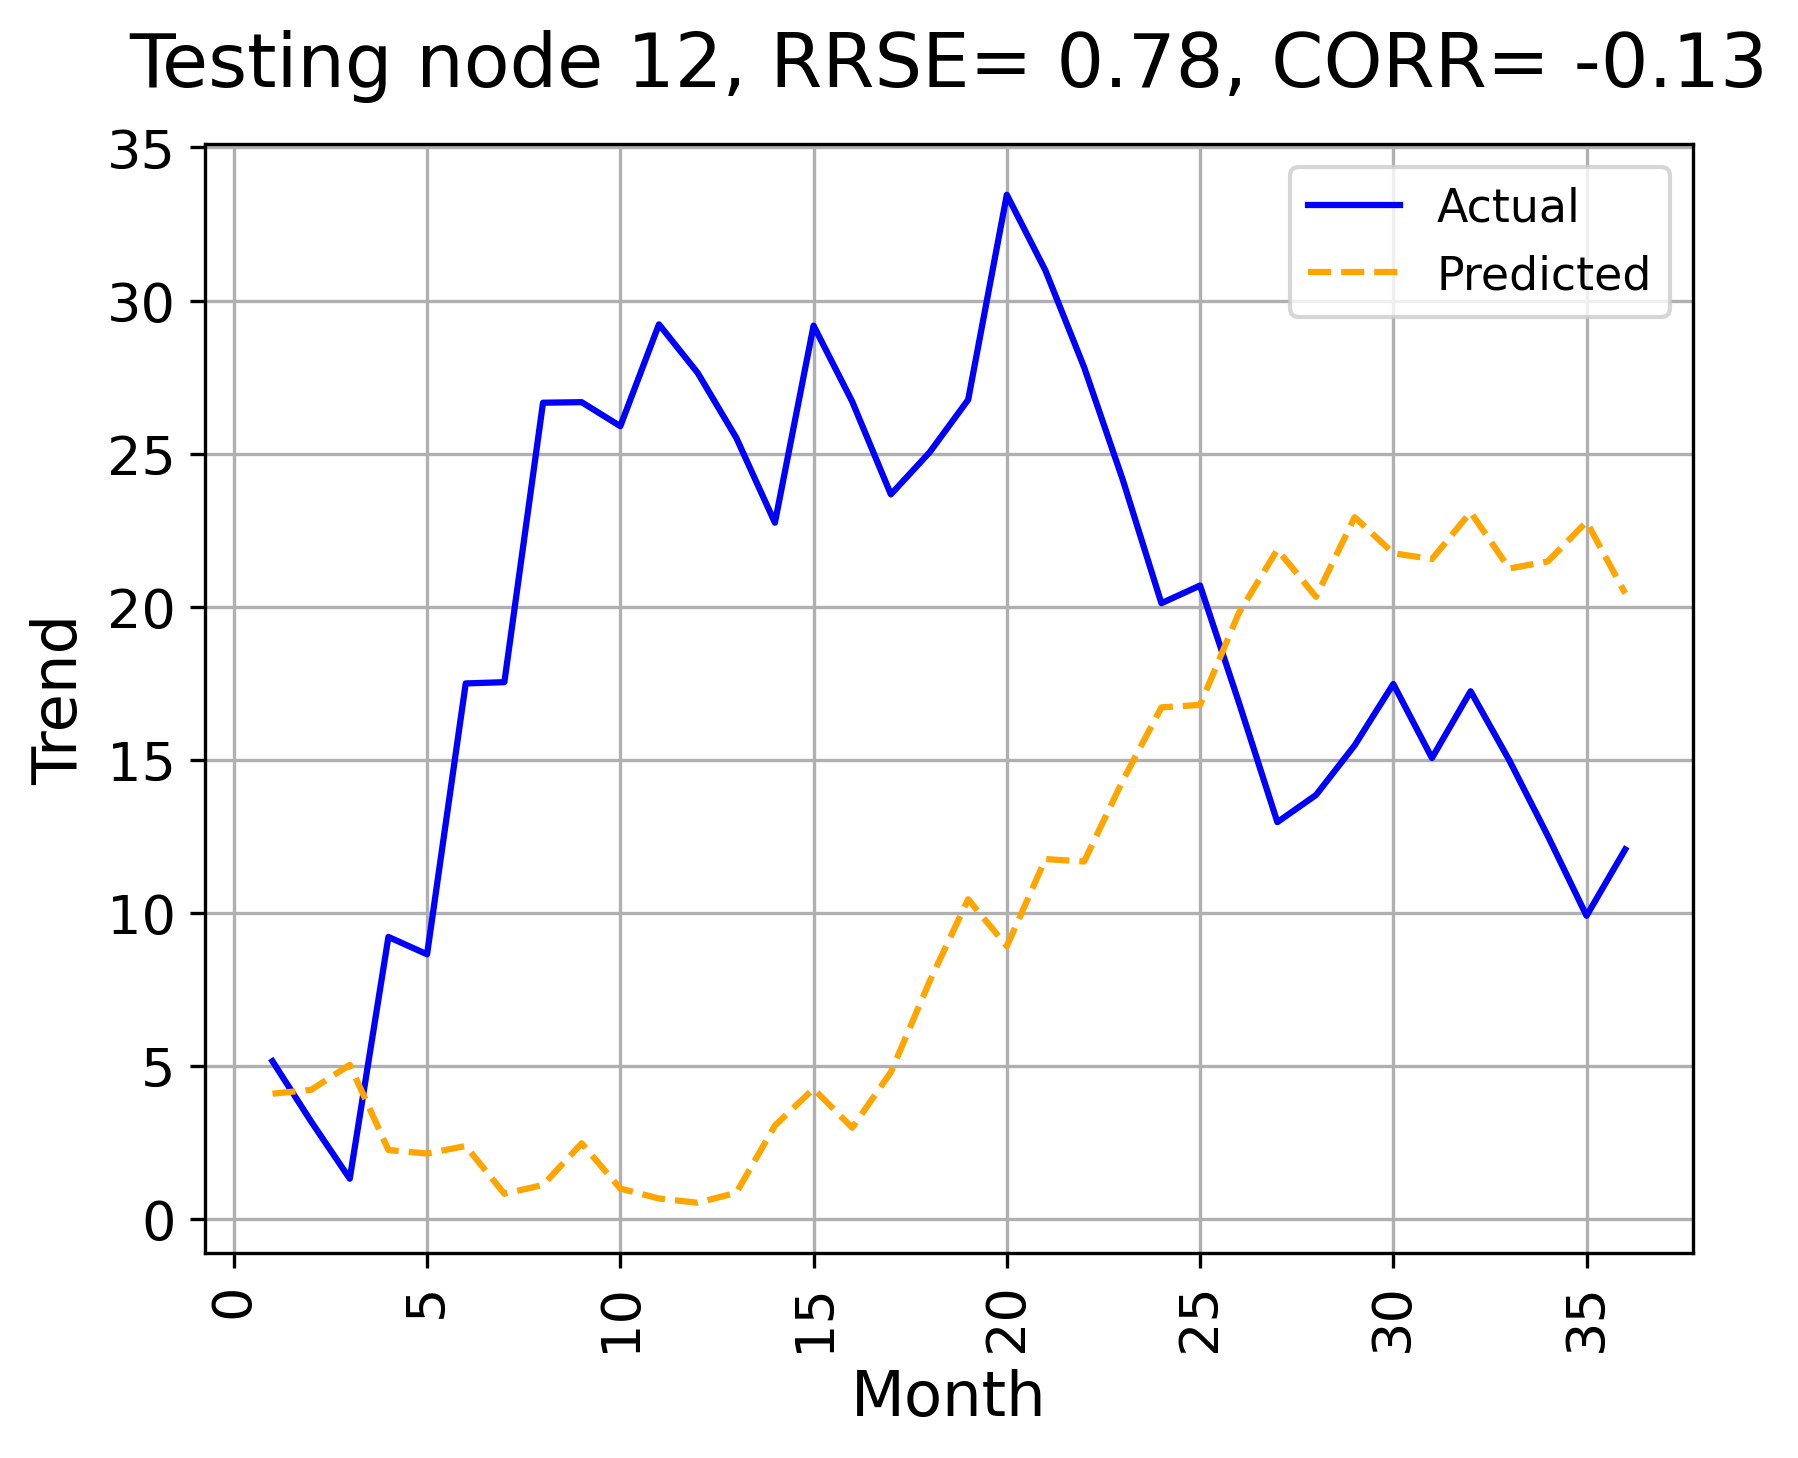 Testing node 12, RRSE= 0.78, CORR= -0.13
35
30
25
20
15
10
5
0
Trend
Actual
Predicted
0 5 10 15 20 25 30 35
Month